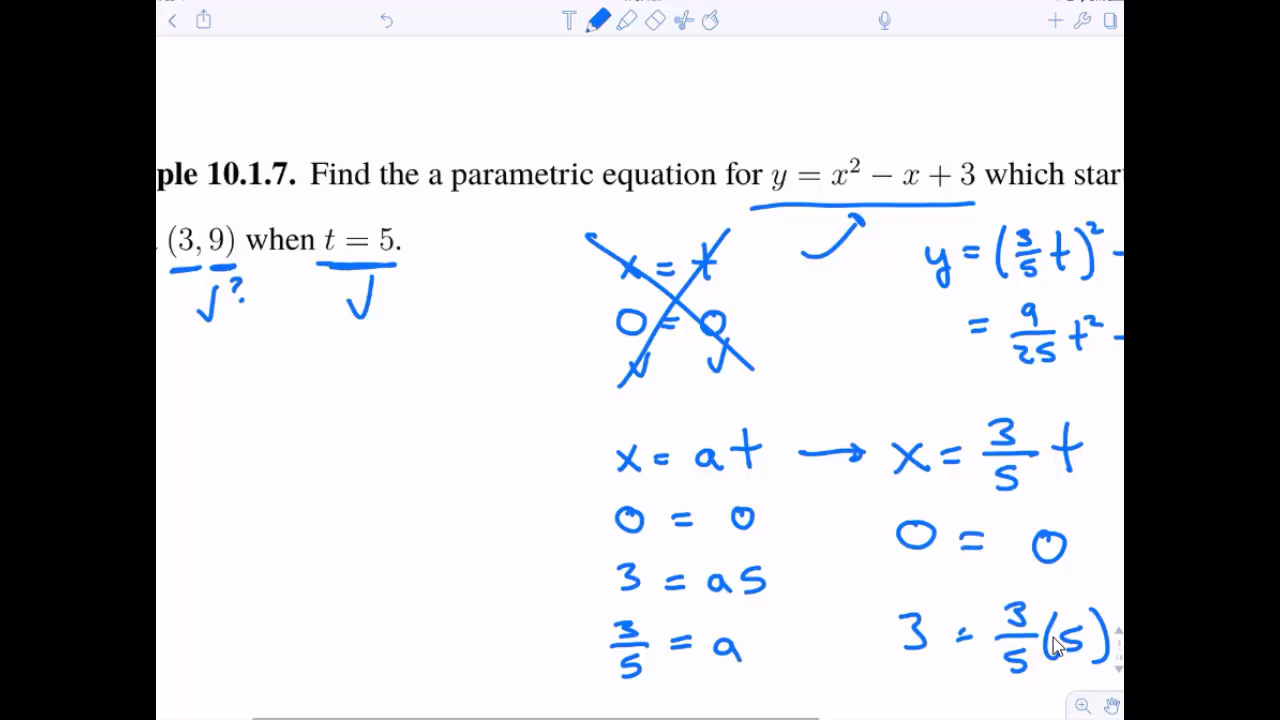 ple 10.1.7. Find the a parametric equation for y = x² − x + 3 which star
(3, 9) when t = 5.
?
x = t
0 = 0
y = (3/5 t)² -
= 9/25 t² -
x = at → x = 3/5 t
0 = 0
0 = 0
3 = a5
3 = 3/5 (5)
3/5 = a